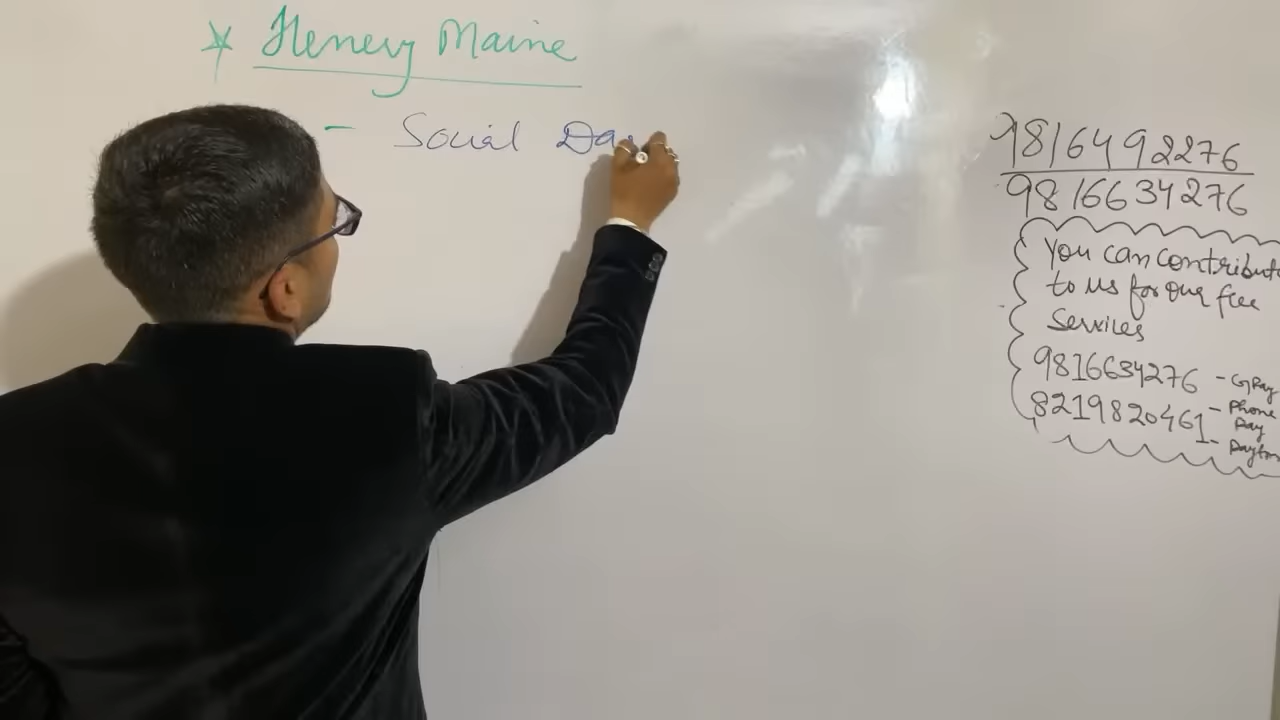 Henery Maine
- Social Da
9816492276
9816634276
You can contribut
to us for our free
Services
9816634276 - GPay
8219820461 - Phone
Pay
- Paytm